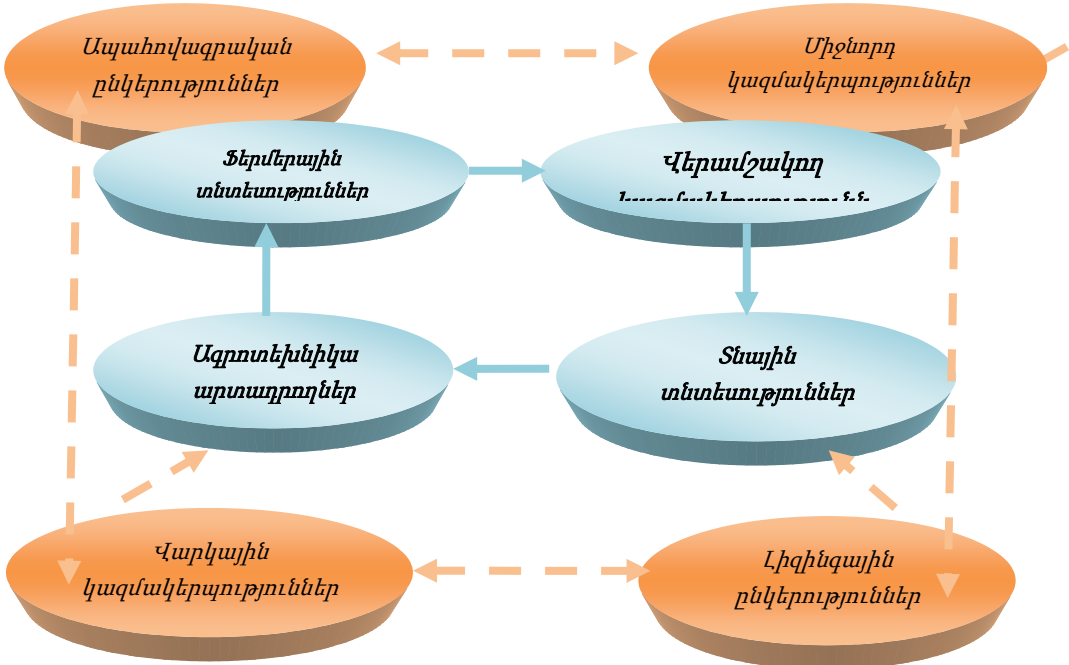 Ապահովագրական
ընկերություններ
Միջնորդ
կազմակերպություններ
Ֆերմերային
տնտեսություններ
Վերամշակող
Ագրոտեխնիկա
արտադրողներ
Տնային
տնտեսություններ
Վարկային
կազմակերպություններ
Լիզինգային
ընկերություններ